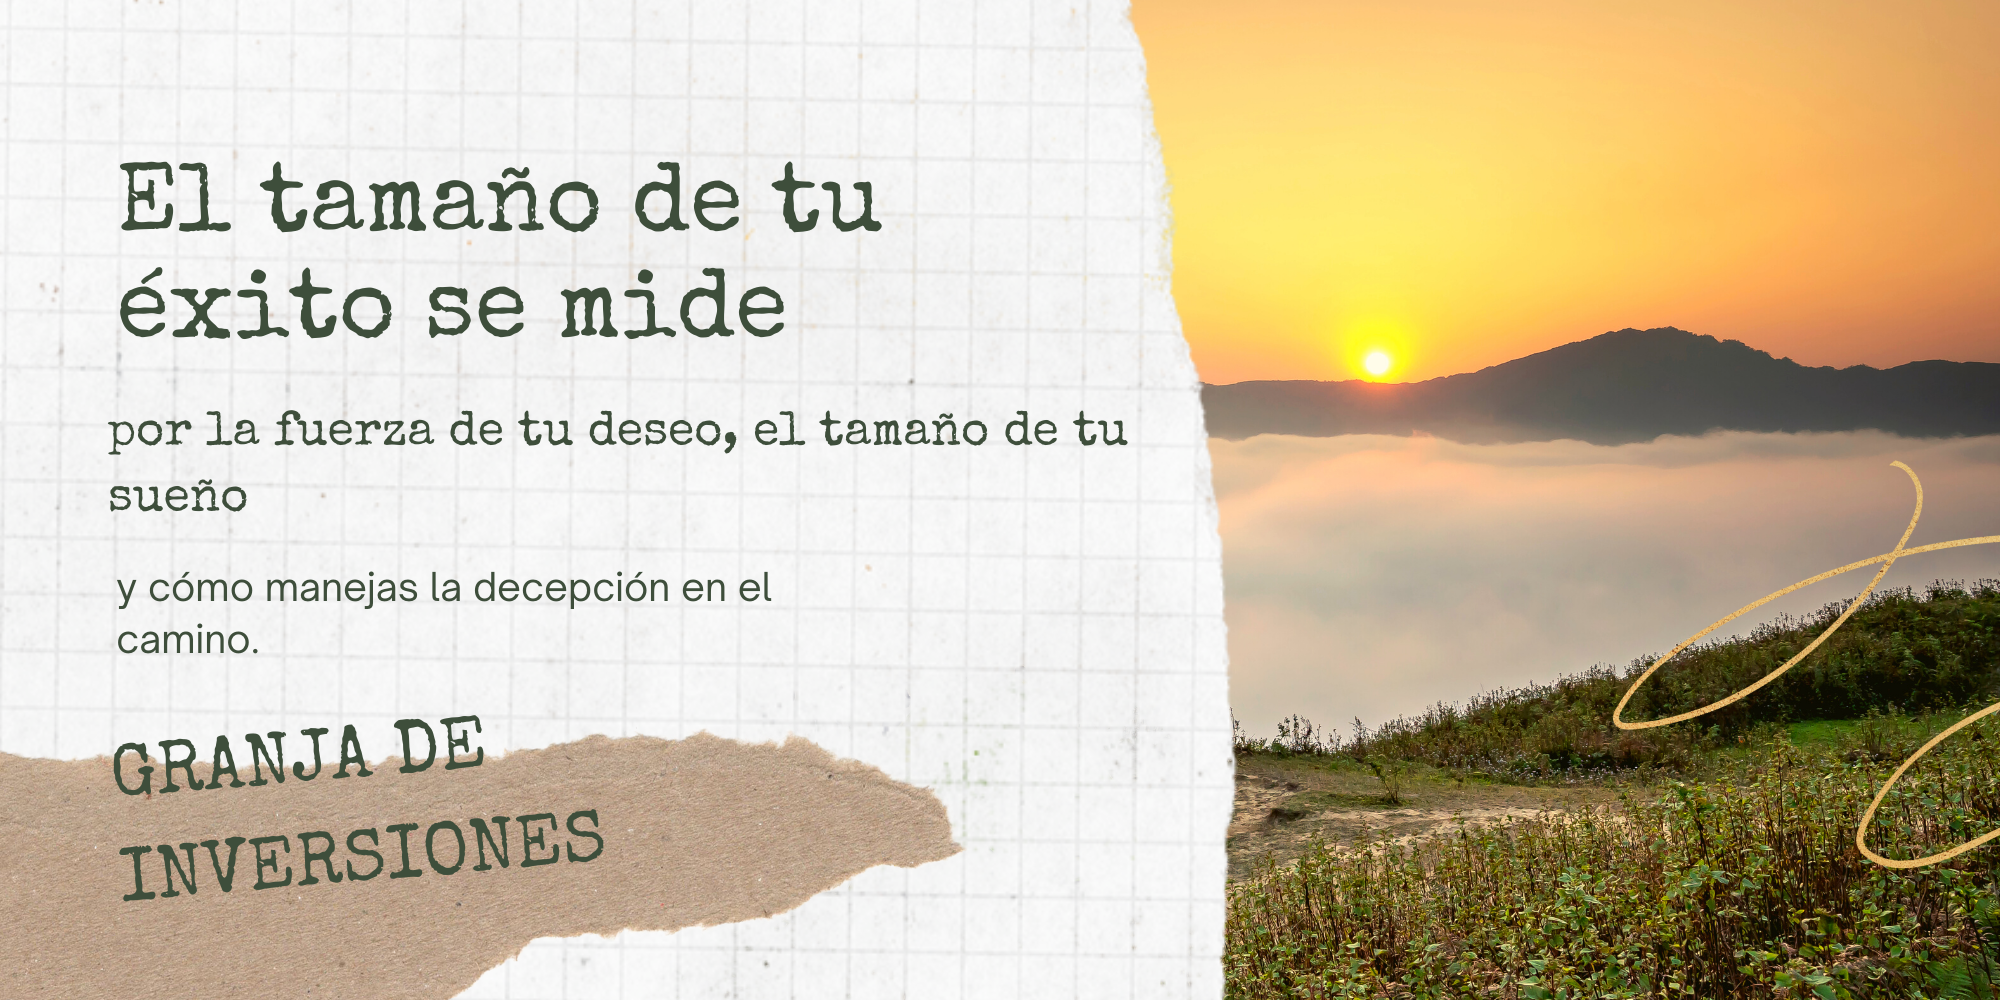 El tamaño de tu
éxito se mide
por la fuerza de tu deseo, el tamaño de tu
sueño
y cómo manejas la decepción en el
camino.
GRANJA DE
INVERSIONES